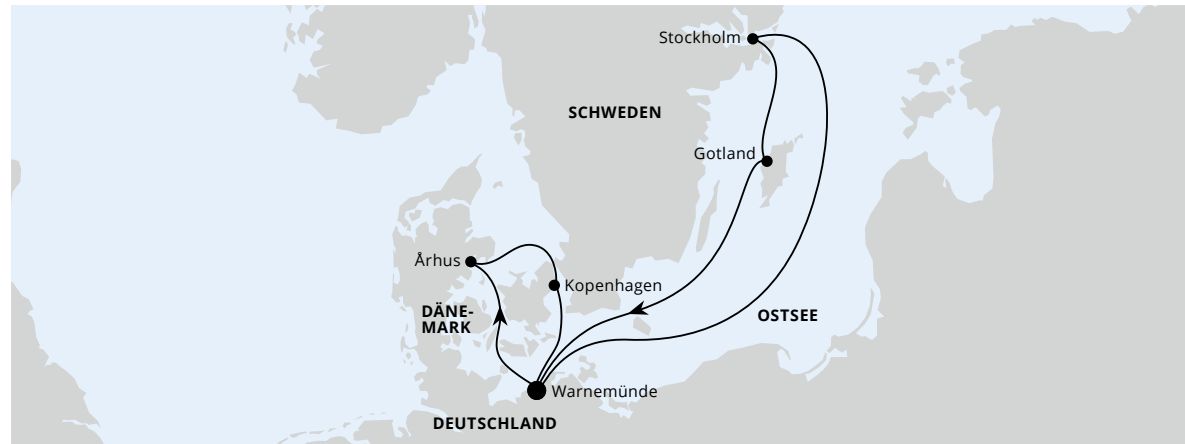 Stockholm
SCHWEDEN
Gotland
Århus
Kopenhagen
DÄNE-
MARK
OSTSEE
Warnemünde
DEUTSCHLAND